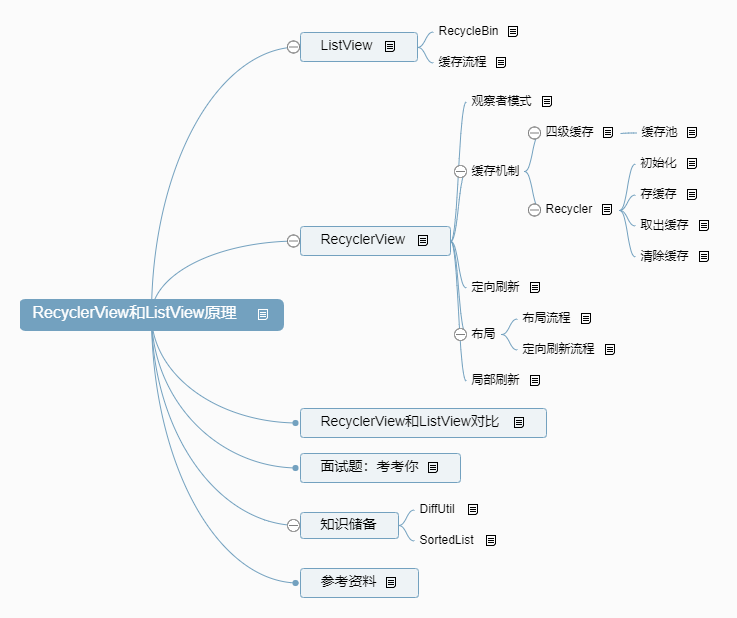 RecyclerView和ListView原理
ListView
RecycleBin
缓存流程
RecyclerView
观察者模式
缓存机制
四级缓存
缓存池
Recycler
初始化
存缓存
取出缓存
清除缓存
定向刷新
布局
布局流程
定向刷新流程
局部刷新
RecyclerView和ListView对比
面试题：考考你
知识储备
DiffUtil
SortedList
参考资料